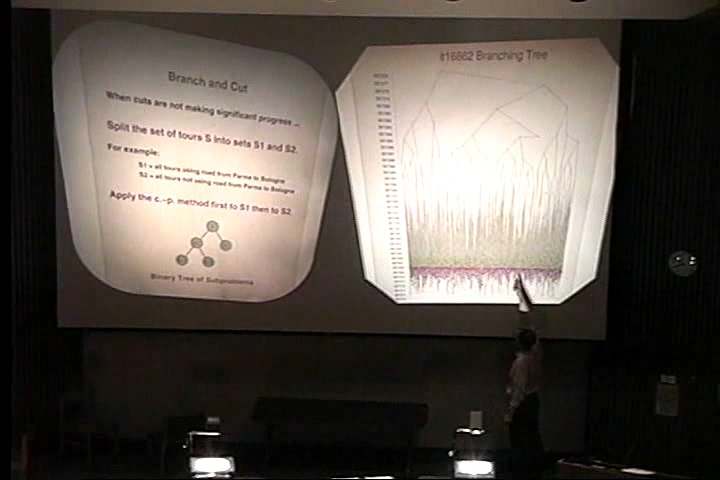 Branch and Cut
When cuts are not making significant progress ...
Split the set of tours S into sets S1 and S2.
For example:
S1 = all tours using road from Parma to Bologna
S2 = all tours not using road from Parma to Bologna
Apply the c.-p. method first to S1 then to S2.
Binary Tree of Subproblems
it16862 Branching Tree